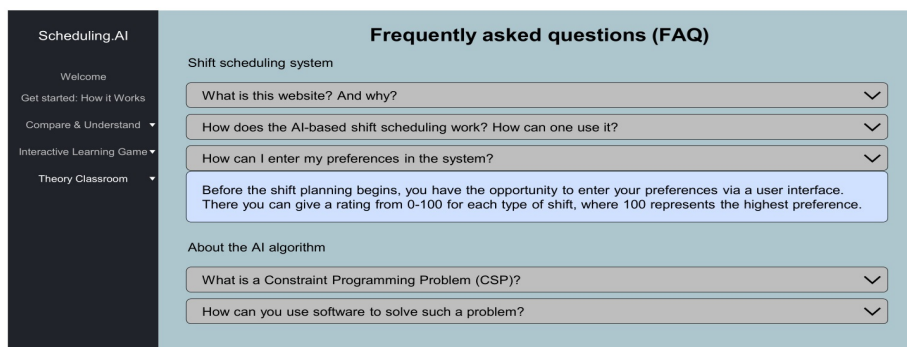 Scheduling.AI
Welcome
Get started: How it Works
Compare & Understand
Interactive Learning Game
Theory Classroom
Frequently asked questions (FAQ)
Shift scheduling system
What is this website? And why?
How does the AI-based shift scheduling work? How can one use it?
How can I enter my preferences in the system?
Before the shift planning begins, you have the opportunity to enter your preferences via a user interface.
There you can give a rating from 0-100 for each type of shift, where 100 represents the highest preference.
About the AI algorithm
What is a Constraint Programming Problem (CSP)?
How can you use software to solve such a problem?